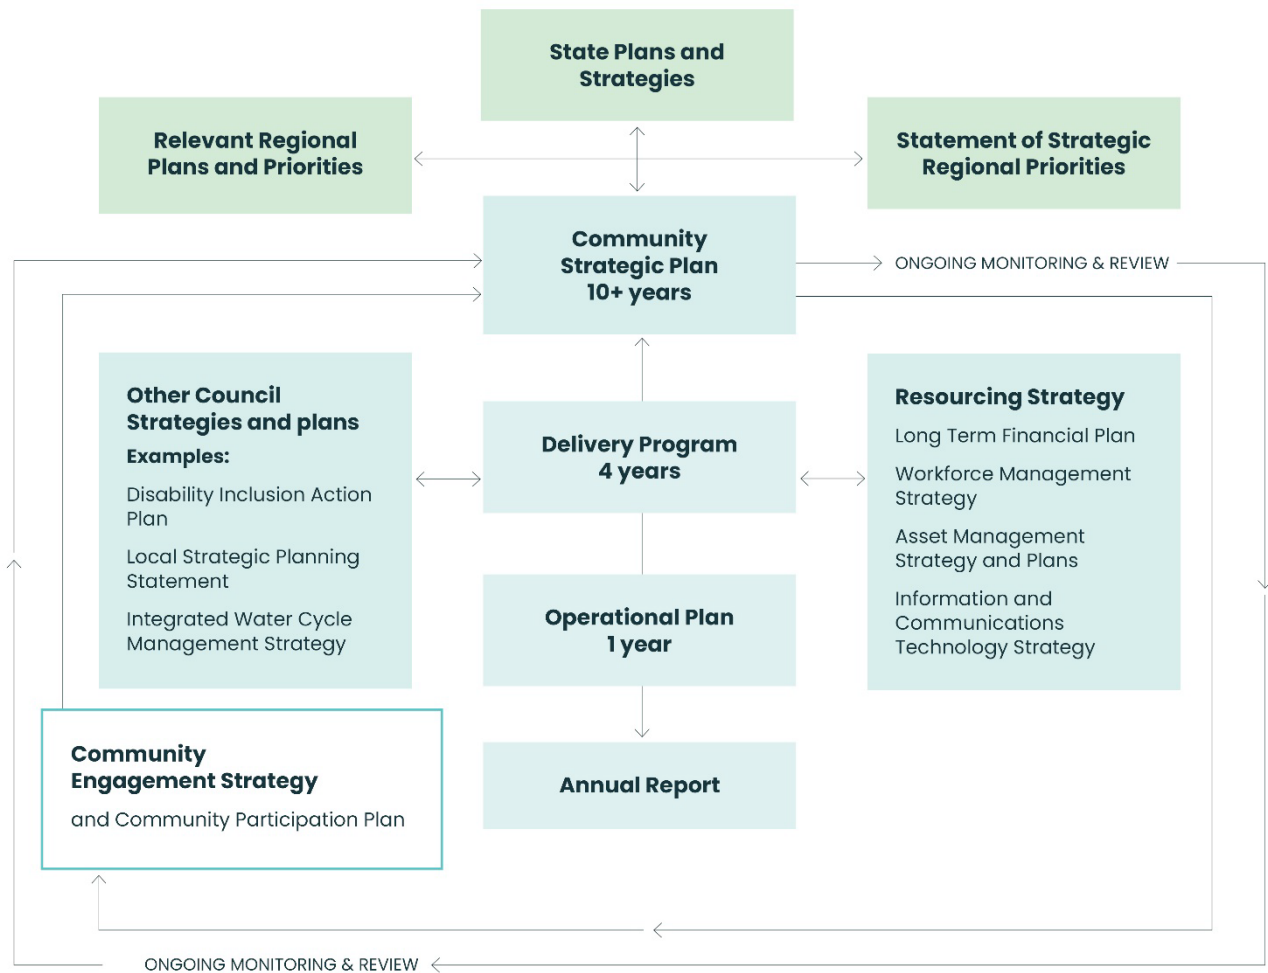 State Plans and
Strategies
Relevant Regional
Plans and Priorities
Statement of Strategic
Regional Priorities
Community
Strategic Plan
10+ years
ONGOING MONITORING & REVIEW
Other Council
Strategies and plans
Examples:
Disability Inclusion Action
Plan
Local Strategic Planning
Statement
Integrated Water Cycle
Management Strategy
Delivery Program
4 years
Resourcing Strategy
Long Term Financial Plan
Workforce Management
Strategy
Asset Management
Strategy and Plans
Information and
Communications
Technology Strategy
Operational Plan
1 year
Community
Engagement Strategy
and Community Participation Plan
Annual Report
ONGOING MONITORING & REVIEW